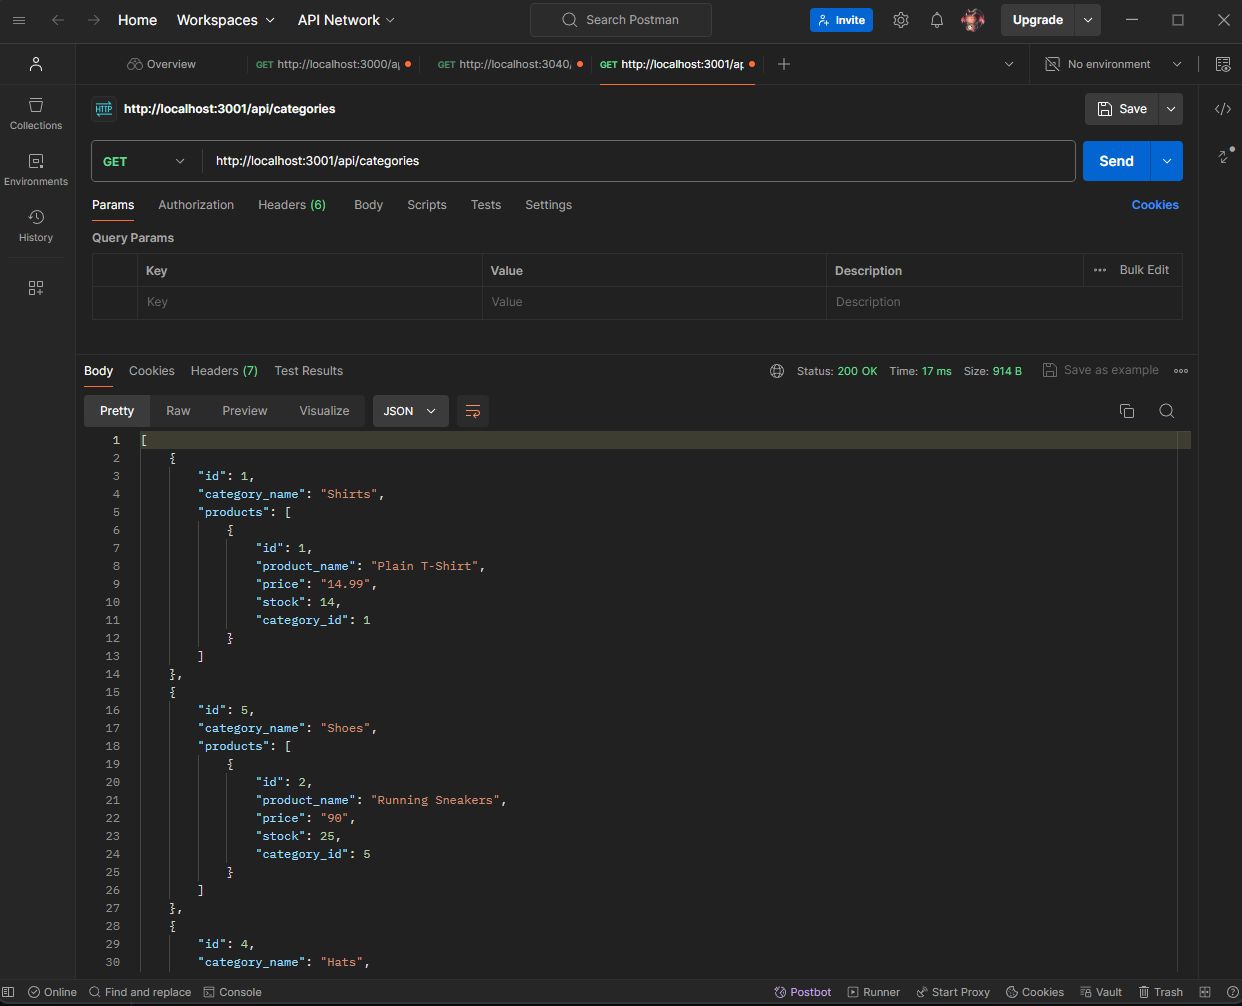 Home Workspaces API Network Search Postman Invite Upgrade
Overview GET http://localhost:3000/a GET http://localhost:3040, GET http://localhost:3001/a No environment
HTTP http://localhost:3001/api/categories Save
Collections
GET http://localhost:3001/api/categories Send
Environments
Params Authorization Headers (6) Body Scripts Tests Settings Cookies
History
Query Params
Key Value Description Bulk Edit
Key Value Description
Body Cookies Headers (7) Test Results Status: 200 OK Time: 17 ms Size: 914 B Save as example
Pretty Raw Preview Visualize JSON
1 [
2 {
3 "id": 1,
4 "category_name": "Shirts",
5 "products": [
6 {
7 "id": 1,
8 "product_name": "Plain T-Shirt",
9 "price": "14.99",
10 "stock": 14,
11 "category_id": 1
12 }
13 ]
14 },
15 {
16 "id": 5,
17 "category_name": "Shoes",
18 "products": [
19 {
20 "id": 2,
21 "product_name": "Running Sneakers",
22 "price": "90",
23 "stock": 25,
24 "category_id": 5
25 }
26 ]
27 },
28 {
29 "id": 4,
30 "category_name": "Hats",
Online Find and replace Console Postbot Runner Start Proxy Cookies Vault Trash